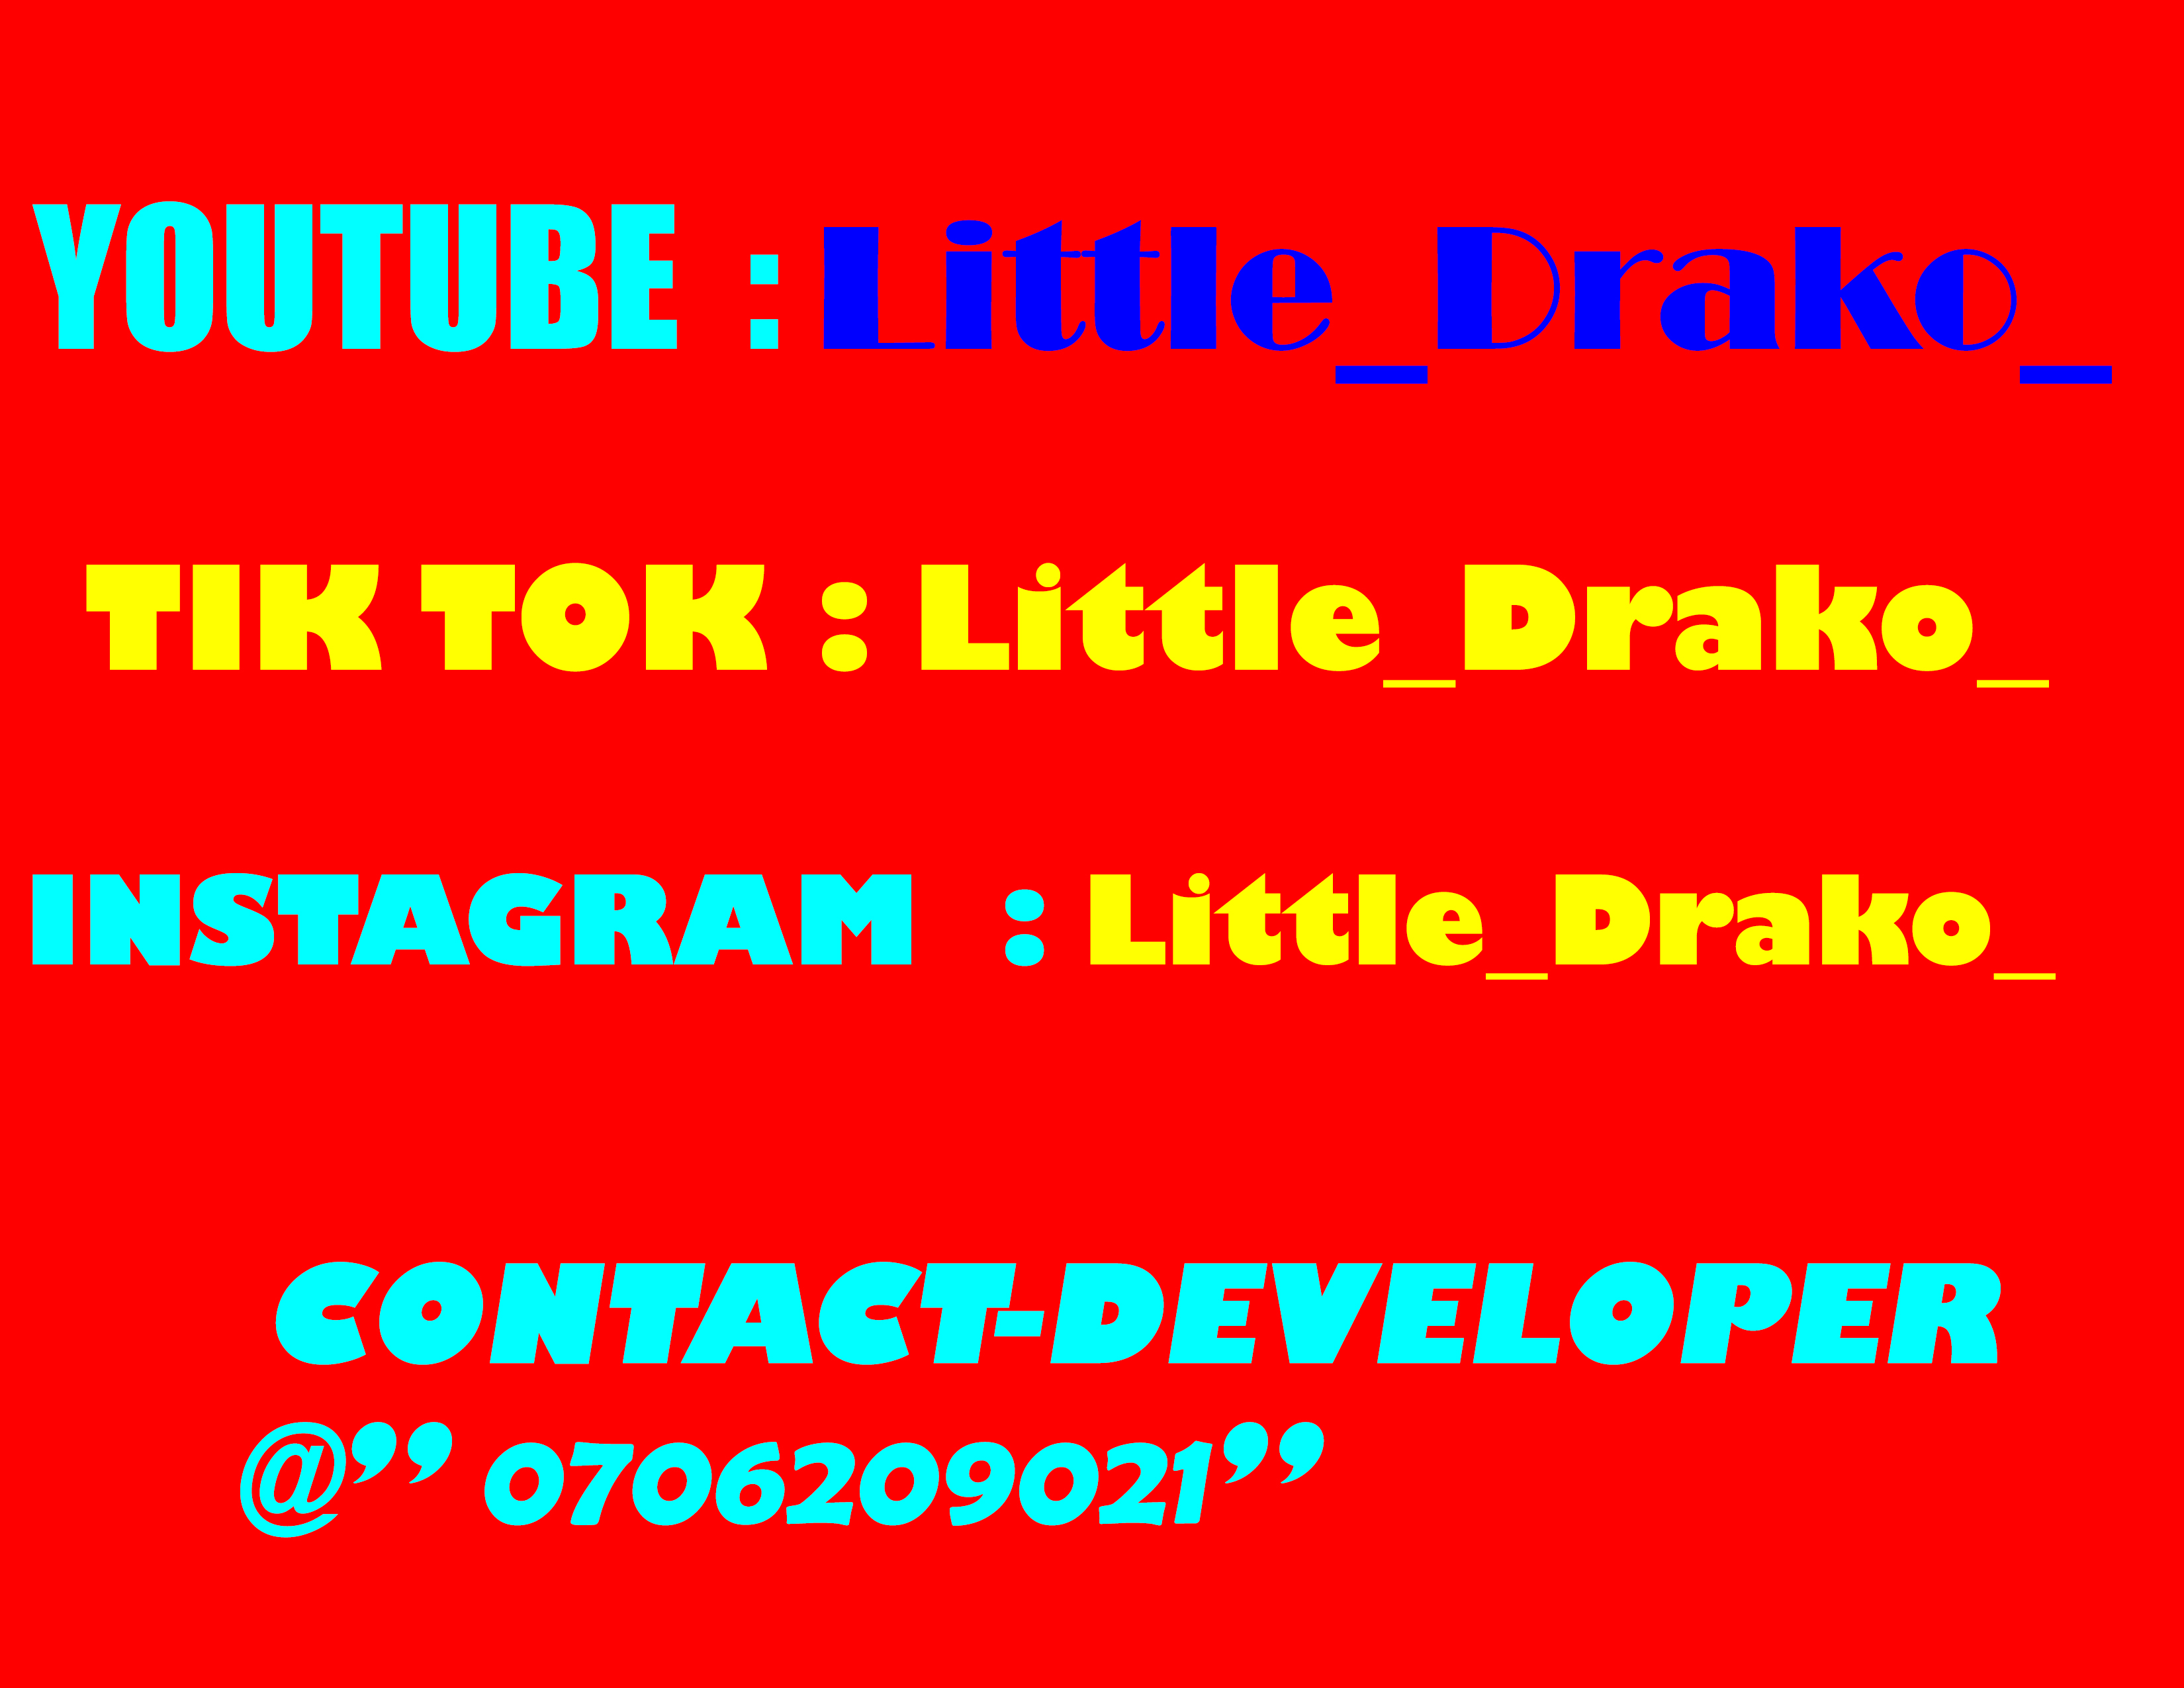 YOUTUBE : Little_Drako_
TIK TOK : Little_Drako_
INSTAGRAM : Little_Drako_
CONTACT-DEVELOPER
@” 0706209021”